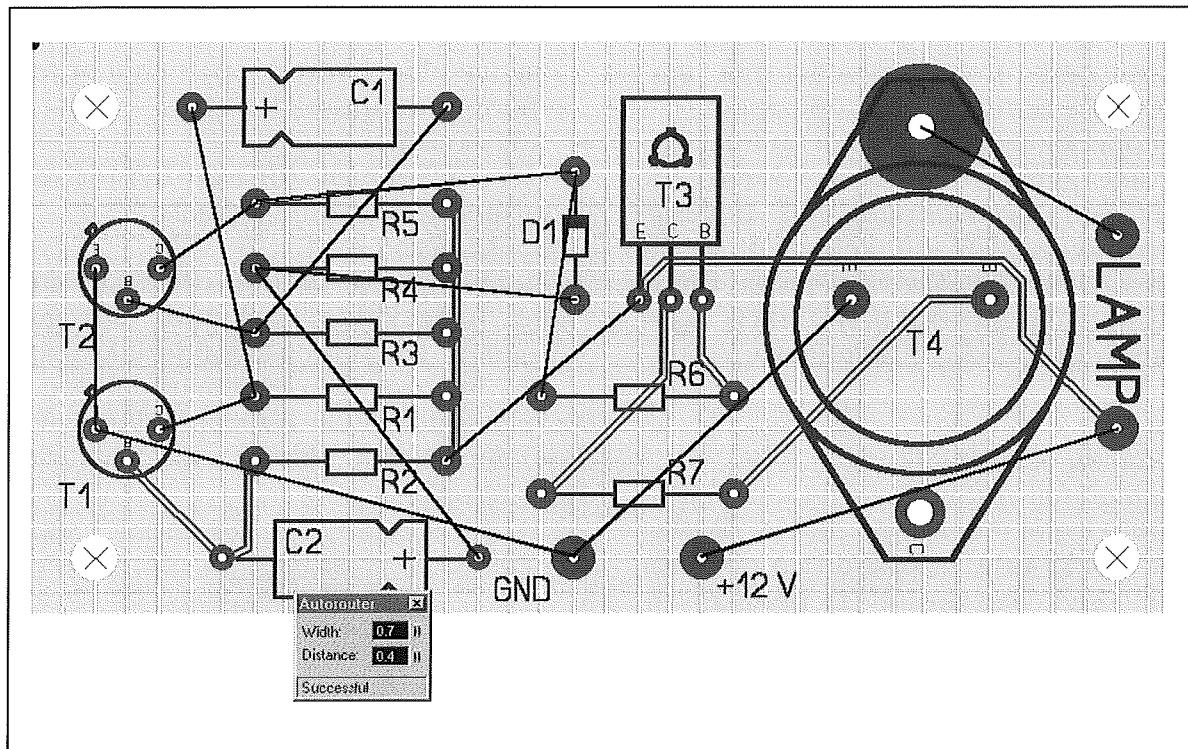 C1
+
T3
E C B
R5
D1
C
B
R4
E
B
LAMP
T4
T2
R3
R6
C
B
R1
R2
R7
T1
C2
+
C
GND
+12 V
Autorouter
Width: 0.7
Distance: 0.4
Successful